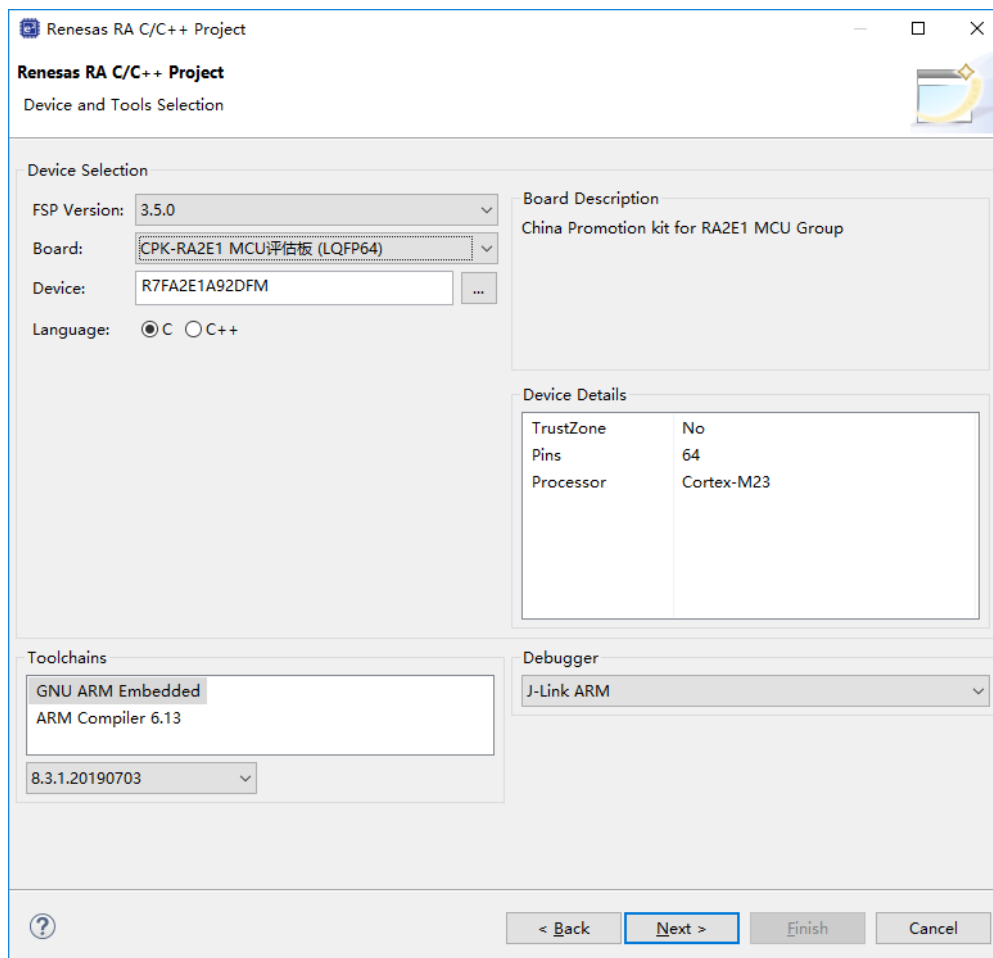 Renesas RA C/C++ Project
Renesas RA C/C++ Project
Device and Tools Selection
Device Selection
FSP Version: 3.5.0
Board: CPK-RA2E1 MCU评估板 (LQFP64)
Device: R7FA2E1A92DFM ...
Language: C C++
Board Description
China Promotion kit for RA2E1 MCU Group
Device Details
TrustZone No
Pins 64
Processor Cortex-M23
Toolchains
GNU ARM Embedded
ARM Compiler 6.13
8.3.1.20190703
Debugger
J-Link ARM
? < Back Next > Finish Cancel